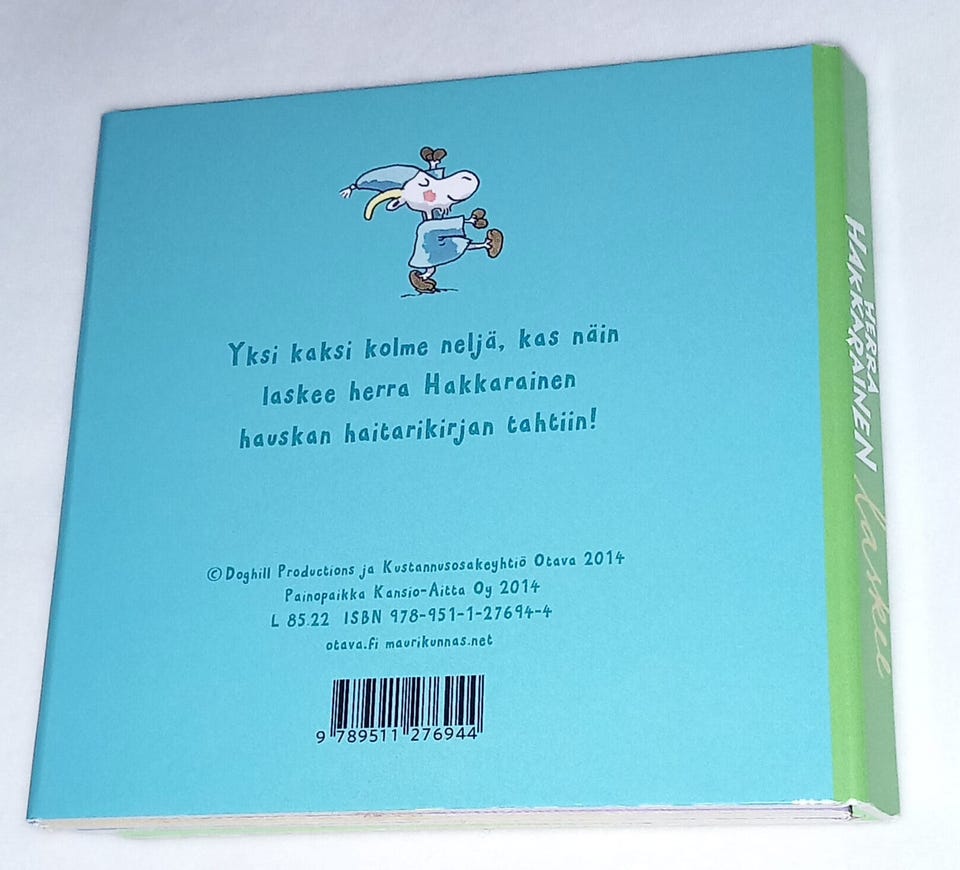 Yksi kaksi kolme neljä, kas näin
laskee herra Hakkarainen
hauskan haitarikirjan tahtiin!
© Doghill Productions ja Kustannusosakeyhtiö Otava 2014
Painopaikka Kansio-Aitta Oy 2014
L 85.22 ISBN 978-951-1-27694-4
otava.fi maurikunnas.net
9 789511 276944
HERRA
HAKKARAINEN
laskee